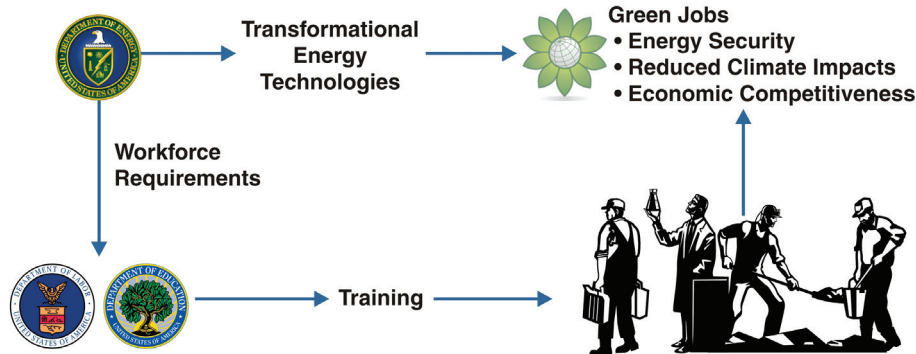 DEPARTMENT OF ENERGY
UNITED STATES OF AMERICA
Transformational
Energy
Technologies
Green Jobs
• Energy Security
• Reduced Climate Impacts
• Economic Competitiveness
Workforce
Requirements
DEPARTMENT OF LABOR
UNITED STATES OF AMERICA
DEPARTMENT OF EDUCATION
UNITED STATES OF AMERICA
Training